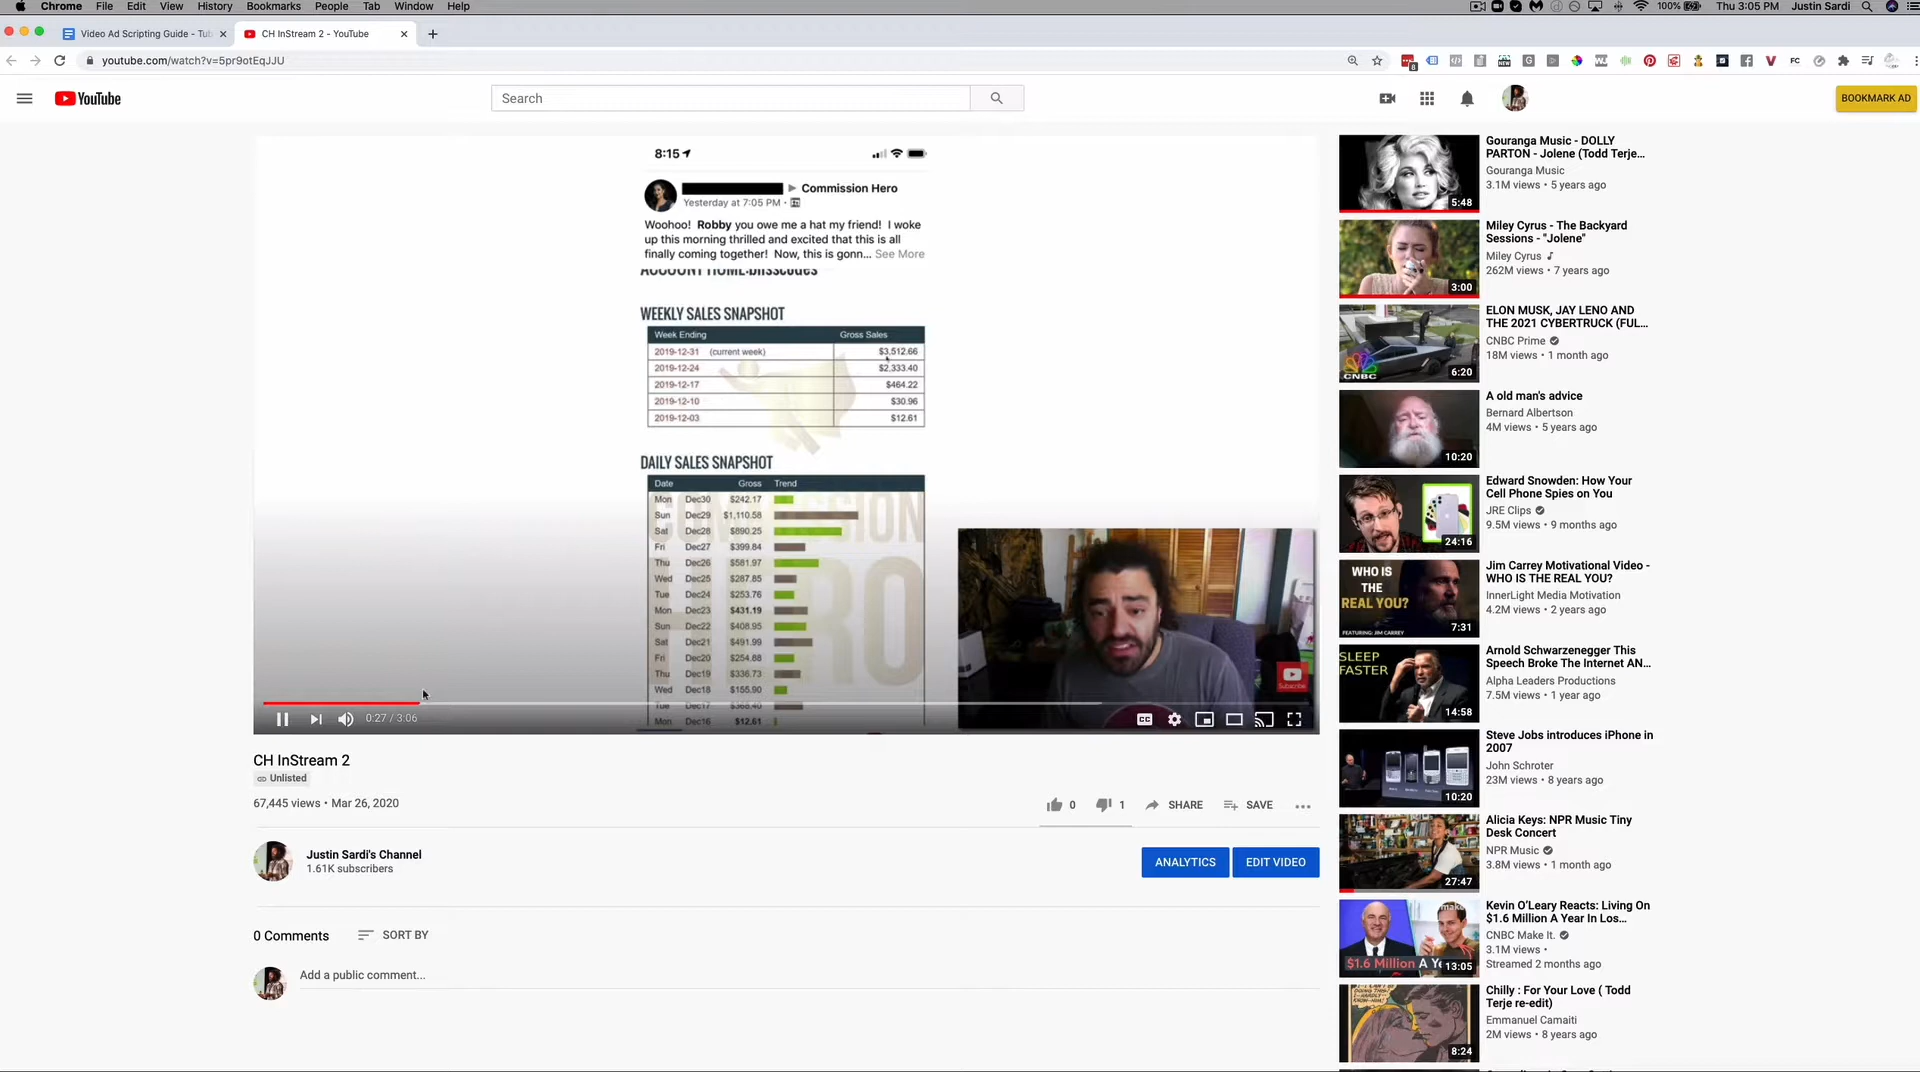 Chrome File Edit View History Bookmarks People Tab Window Help
100% Thu 3:05 PM Justin Sardi
Video Ad Scripting Guide - Tub
CH InStream 2 - YouTube
youtube.com/watch?v=5pr9otEqJJU
YouTube
Search
BOOKMARK AD
8:15
Commission Hero
Yesterday at 7:05 PM
Woohoo! Robby you owe me a hat my friend! I woke
up this morning thrilled and excited that this is all
finally coming together! Now, this is gonn... See More
ACCOUNT HOME:blisscodes
WEEKLY SALES SNAPSHOT
Week Ending Gross Sales
2019-12-31 (current week) $3,512.66
2019-12-24 $2,333.40
2019-12-17 $464.22
2019-12-10 $30.96
2019-12-03 $12.61
DAILY SALES SNAPSHOT
Date Gross Trend
Mon Dec30 $242.17
Sun Dec29 $1,110.58
Sat Dec28 $890.25
Fri Dec27 $399.84
Thu Dec26 $581.97
Wed Dec25 $287.85
Tue Dec24 $253.76
Mon Dec23 $431.19
Sun Dec22 $408.95
Sat Dec21 $491.99
Fri Dec20 $254.88
Thu Dec19 $336.73
Wed Dec18 $155.90
Tue Dec17 $368.40
Mon Dec16 $12.61
COMMISSION
HERO
Subscribe
0:27 / 3:06
CC
CH InStream 2
Unlisted
67,445 views • Mar 26, 2020
0 1 SHARE SAVE
Justin Sardi's Channel
1.61K subscribers
ANALYTICS EDIT VIDEO
0 Comments SORT BY
Add a public comment...
5:48
Gouranga Music - DOLLY
PARTON - Jolene (Todd Terje...
Gouranga Music
3.1M views • 5 years ago
3:00
Miley Cyrus - The Backyard
Sessions - "Jolene"
Miley Cyrus
262M views • 7 years ago
CNBC
6:20
ELON MUSK, JAY LENO AND
THE 2021 CYBERTRUCK (FUL...
CNBC Prime
18M views • 1 month ago
10:20
A old man's advice
Bernard Albertson
4M views • 5 years ago
24:16
Edward Snowden: How Your
Cell Phone Spies on You
JRE Clips
9.5M views • 9 months ago
WHO IS
THE
REAL YOU?
FEATURING: JIM CARREY
7:31
Jim Carrey Motivational Video -
WHO IS THE REAL YOU?
InnerLight Media Motivation
4.2M views • 2 years ago
SLEEP
FASTER
14:58
Arnold Schwarzenegger This
Speech Broke The Internet AN...
Alpha Leaders Productions
7.5M views • 1 year ago
10:20
Steve Jobs introduces iPhone in
2007
John Schroter
23M views • 8 years ago
27:47
Alicia Keys: NPR Music Tiny
Desk Concert
NPR Music
3.8M views • 1 month ago
make
$1.6 Million A Ye
13:05
Kevin O'Leary Reacts: Living On
$1.6 Million A Year In Los...
CNBC Make It.
3.1M views •
Streamed 2 months ago
8:24
Chilly : For Your Love ( Todd
Terje re-edit)
Emmanuel Camaiti
2M views • 8 years ago